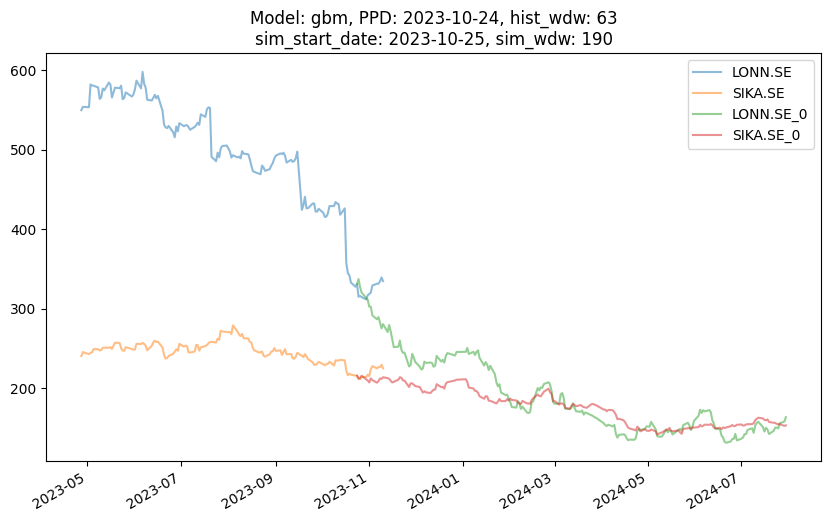 Model: gbm, PPD: 2023-10-24, hist_wdw: 63
sim_start_date: 2023-10-25, sim_wdw: 190
LONN.SE
SIKA.SE
LONN.SE_0
SIKA.SE_0
600
500
400
300
200
2023-05
2023-07
2023-09
2023-11
2024-01
2024-03
2024-05
2024-07